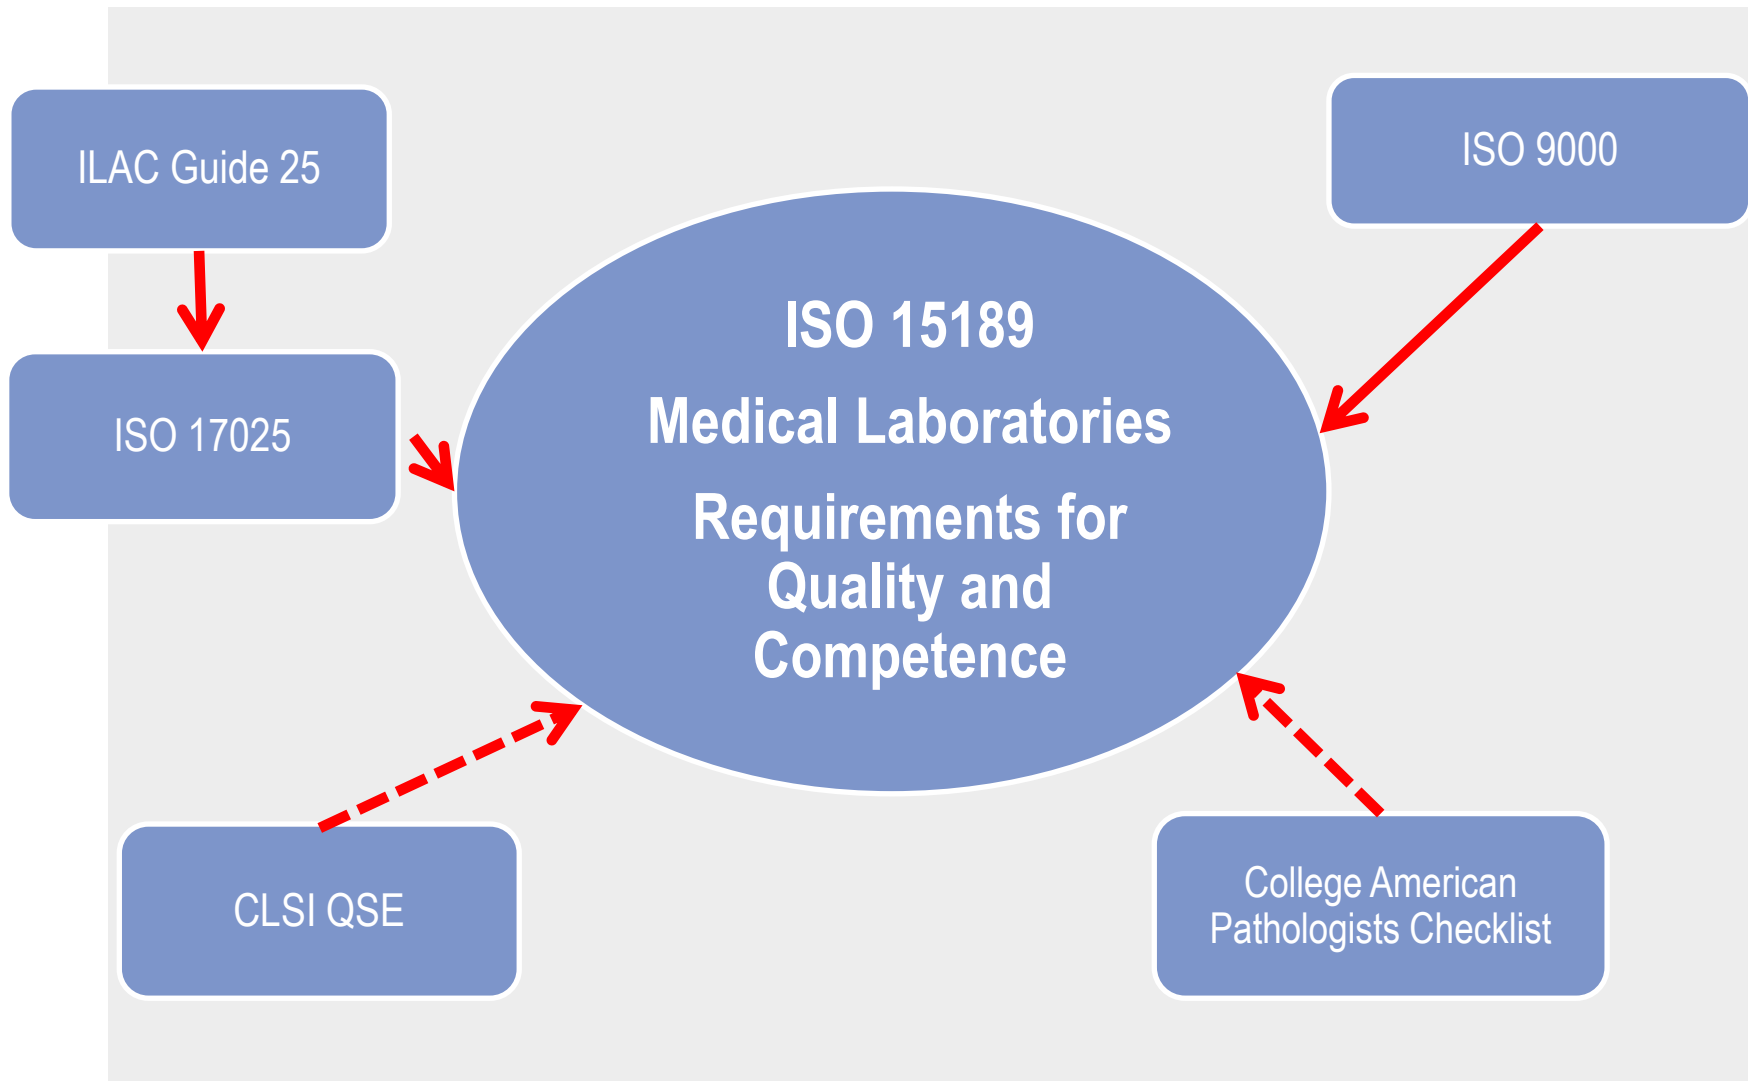 ILAC Guide 25
ISO 9000
ISO 15189
Medical Laboratories
Requirements for
Quality and
Competence
ISO 17025
CLSI QSE
College American
Pathologists Checklist